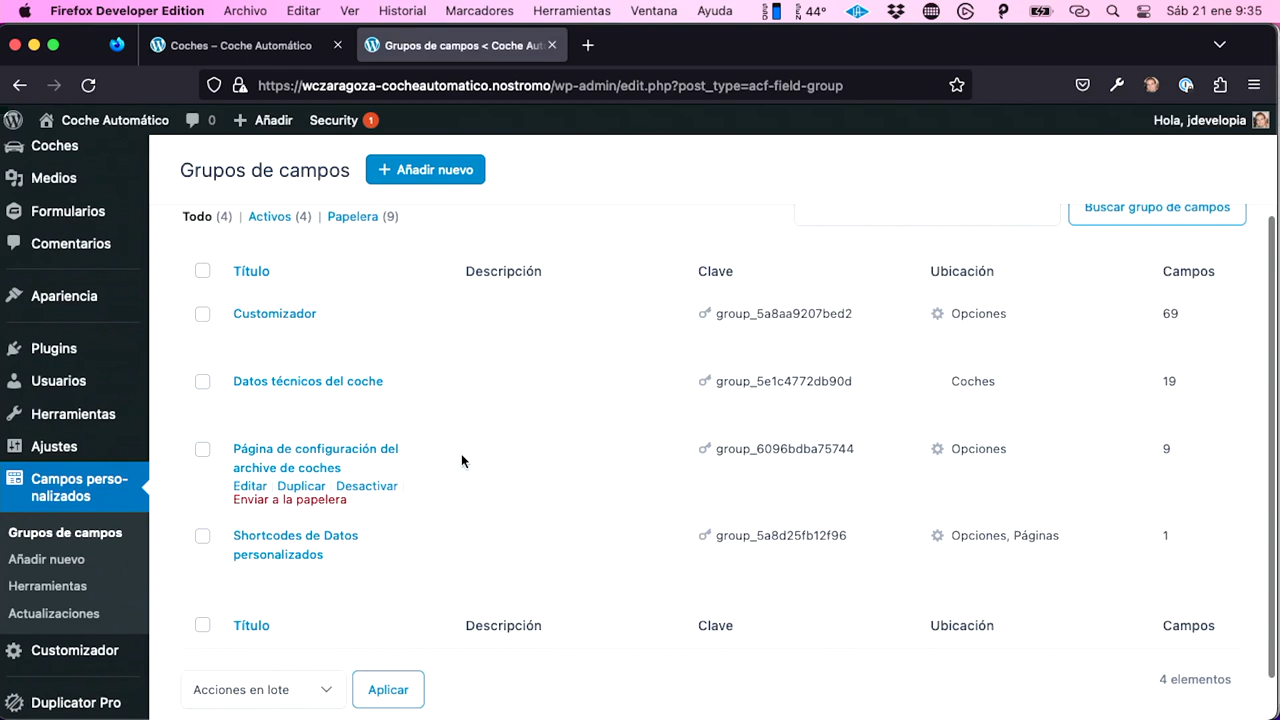 Firefox Developer Edition Archivo Editar Ver Historial Marcadores Herramientas Ventana Ayuda 44° Sáb 21 ene 9:35
Coches – Coche Automático
Grupos de campos < Coche Aut
https://wczaragoza-cocheautomatico.nostromo/wp-admin/edit.php?post_type=acf-field-group
Coche Automático 0 Añadir Security 1 Hola, jdevelopia
Coches
Medios
Formularios
Comentarios
Apariencia
Plugins
Usuarios
Herramientas
Ajustes
Campos perso-
nalizados
Grupos de campos
Añadir nuevo
Herramientas
Actualizaciones
Customizador
Duplicator Pro
Grupos de campos + Añadir nuevo
Todo (4) | Activos (4) | Papelera (9)
Buscar grupo de campos
Título Descripción Clave Ubicación Campos
Customizador group_5a8aa9207bed2 Opciones 69
Datos técnicos del coche group_5e1c4772db90d Coches 19
Página de configuración del
archive de coches
group_6096bdba75744 Opciones 9
Editar Duplicar Desactivar
Enviar a la papelera
Shortcodes de Datos
personalizados
group_5a8d25fb12f96 Opciones, Páginas 1
Título Descripción Clave Ubicación Campos
Acciones en lote Aplicar
4 elementos